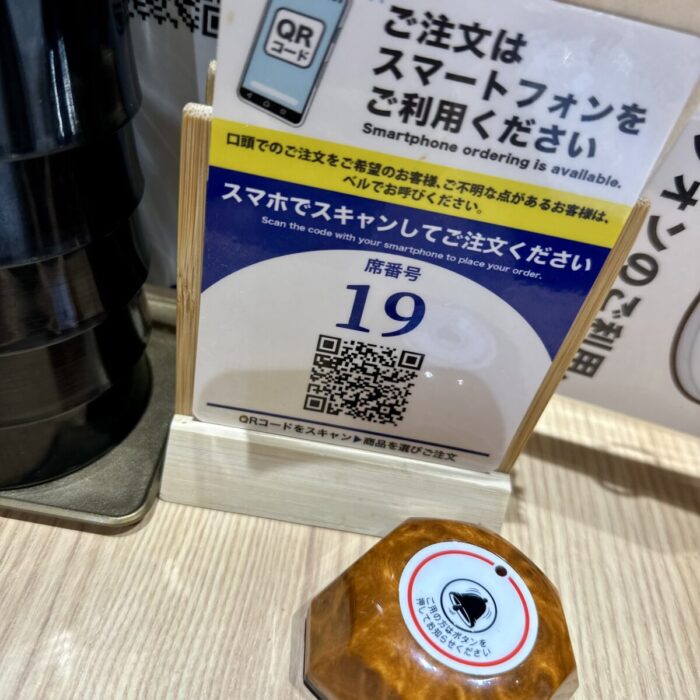 QR
コード
ご注文は
スマートフォンを
ご利用ください
Smartphone ordering is available.
口頭でのご注文をご希望のお客様、ご不明な点があるお客様は、
ベルでお呼びください。
スマホでスキャンしてご注文ください
Scan the code with your smartphone to place your order.
席番号
19
QRコードをスキャン▶商品を選びご注文
ご用の方はボタンを
押してお知らせください
オンのご利用